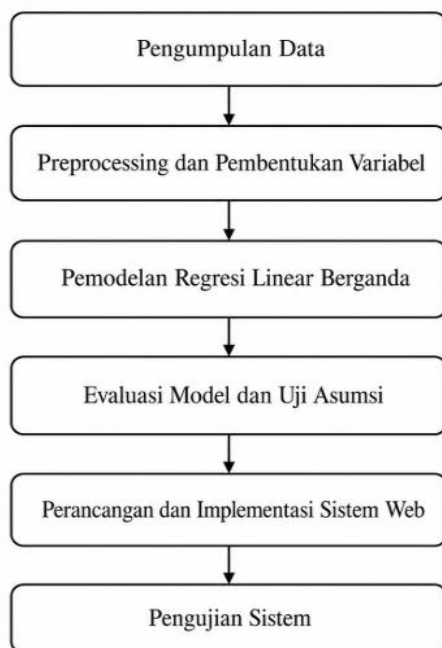 Pengumpulan Data
Preprocessing dan Pembentukan Variabel
Pemodelan Regresi Linear Berganda
Evaluasi Model dan Uji Asumsi
Perancangan dan Implementasi Sistem Web
Pengujian Sistem